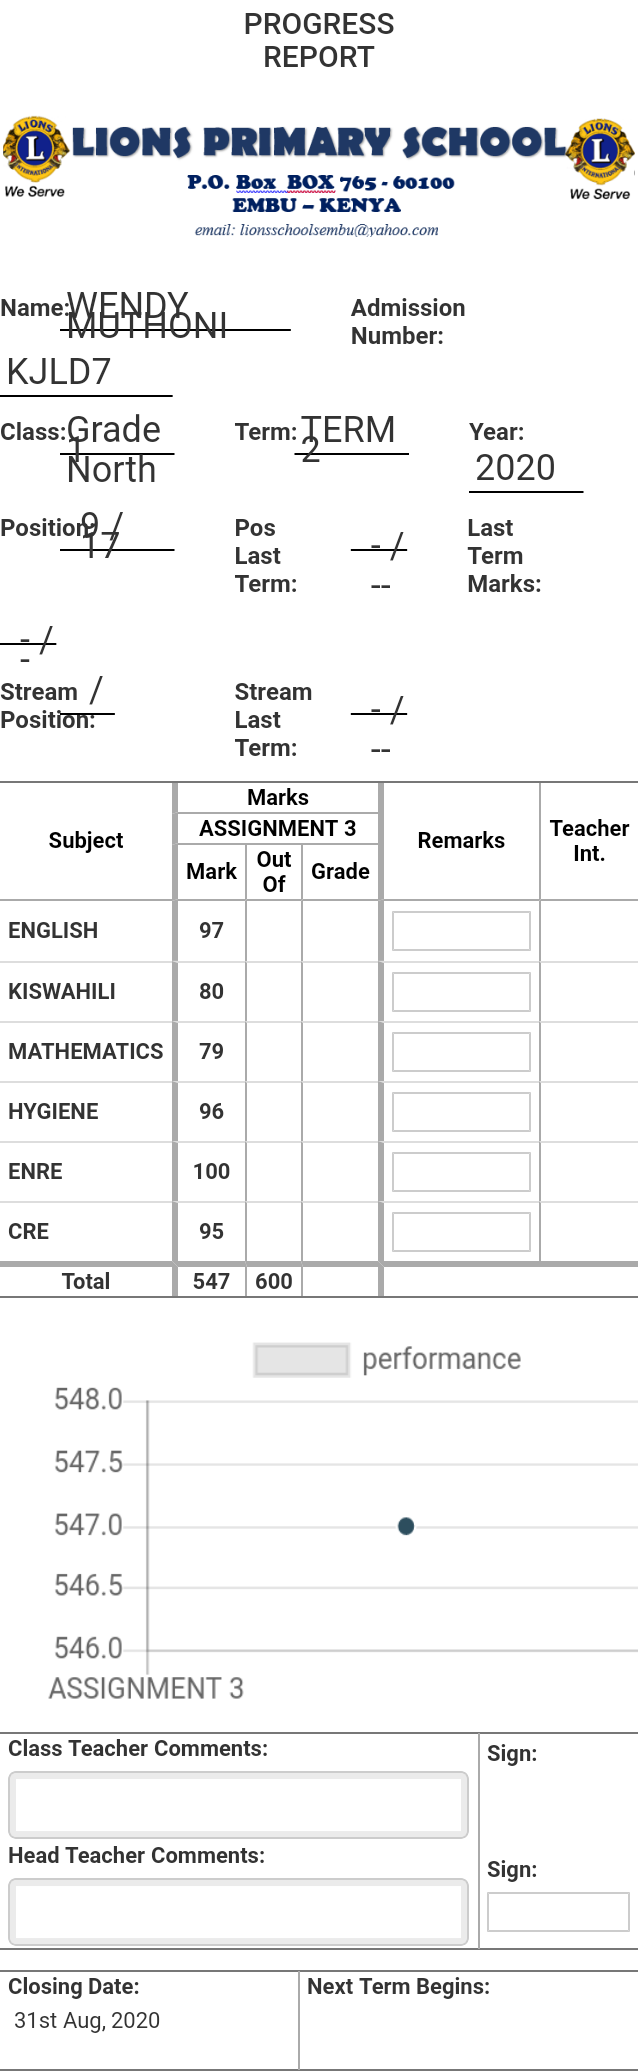 PROGRESS
REPORT
LIONS
L
INTERNATIONAL
We Serve
LIONS PRIMARY SCHOOL
P.O. Box BOX 765 - 60100
EMBU – KENYA
email: lionsschoolsembu@yahoo.com
LIONS
L
INTERNATIONAL
We Serve
Name: WENDY
MUTHONI
Admission
Number:
KJLD7
Class: Grade
1
North
Term: TERM
2
Year:
2020
Position: 9 /
17
Pos
Last
Term:
- /
--
Last
Term
Marks:
- /
-
Stream
Position:
/
Stream
Last
Term:
- /
--
Subject
Marks
ASSIGNMENT 3
Mark
Out
Of
Grade
Remarks
Teacher
Int.
ENGLISH 97
KISWAHILI 80
MATHEMATICS 79
HYGIENE 96
ENRE 100
CRE 95
Total 547 600
performance
548.0
547.5
547.0
546.5
546.0
ASSIGNMENT 3
Class Teacher Comments:
Sign:
Head Teacher Comments:
Sign:
Closing Date:
31st Aug, 2020
Next Term Begins: